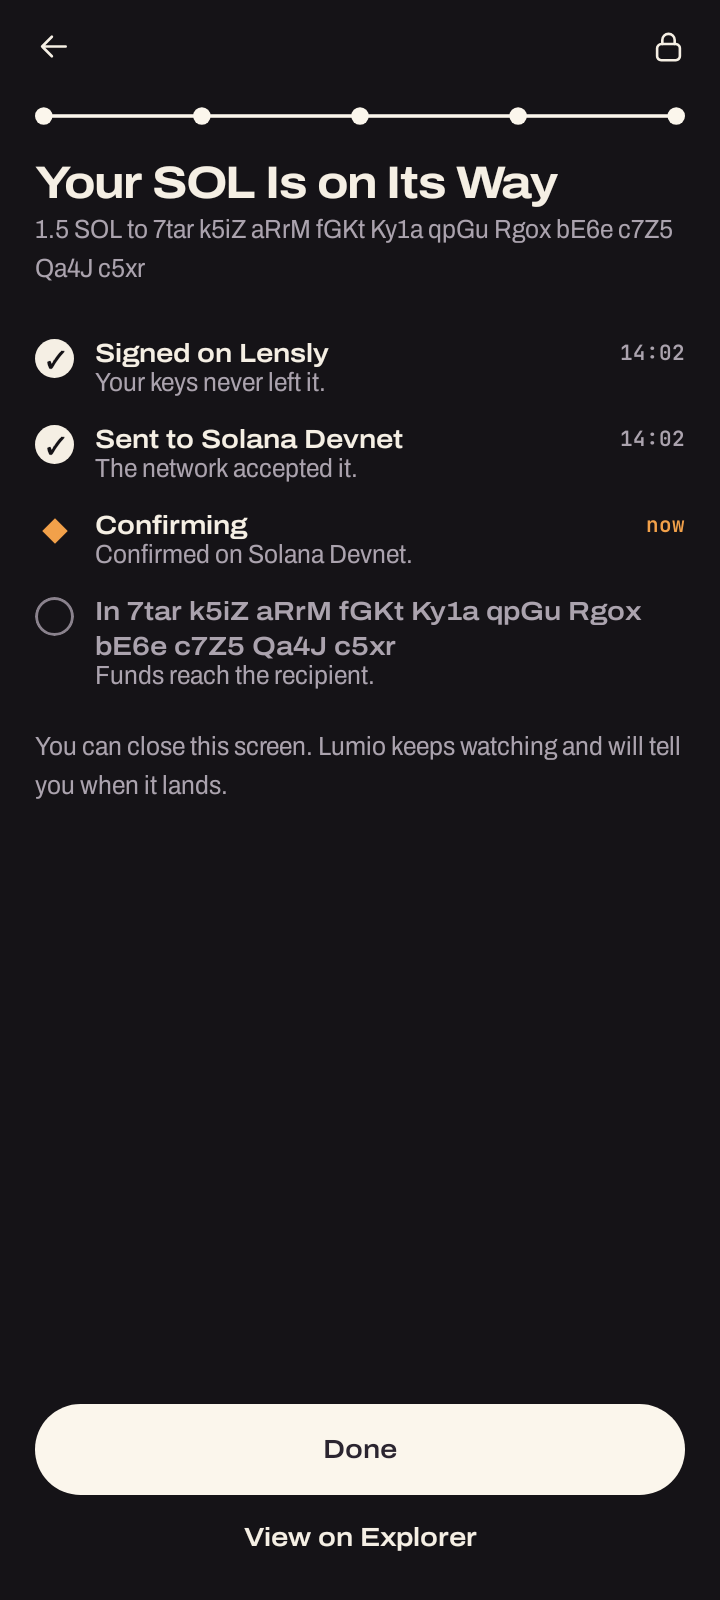 Your SOL Is on Its Way
1.5 SOL to 7tar k5iZ aRrM fGKt Ky1a qpGu Rgox bE6e c7Z5
Qa4J c5xr
Signed on Lensly
14:02
Your keys never left it.
Sent to Solana Devnet
14:02
The network accepted it.
Confirming
now
Confirmed on Solana Devnet.
In 7tar k5iZ aRrM fGKt Ky1a qpGu Rgox
bE6e c7Z5 Qa4J c5xr
Funds reach the recipient.
You can close this screen. Lumio keeps watching and will tell
you when it lands.
Done
View on Explorer